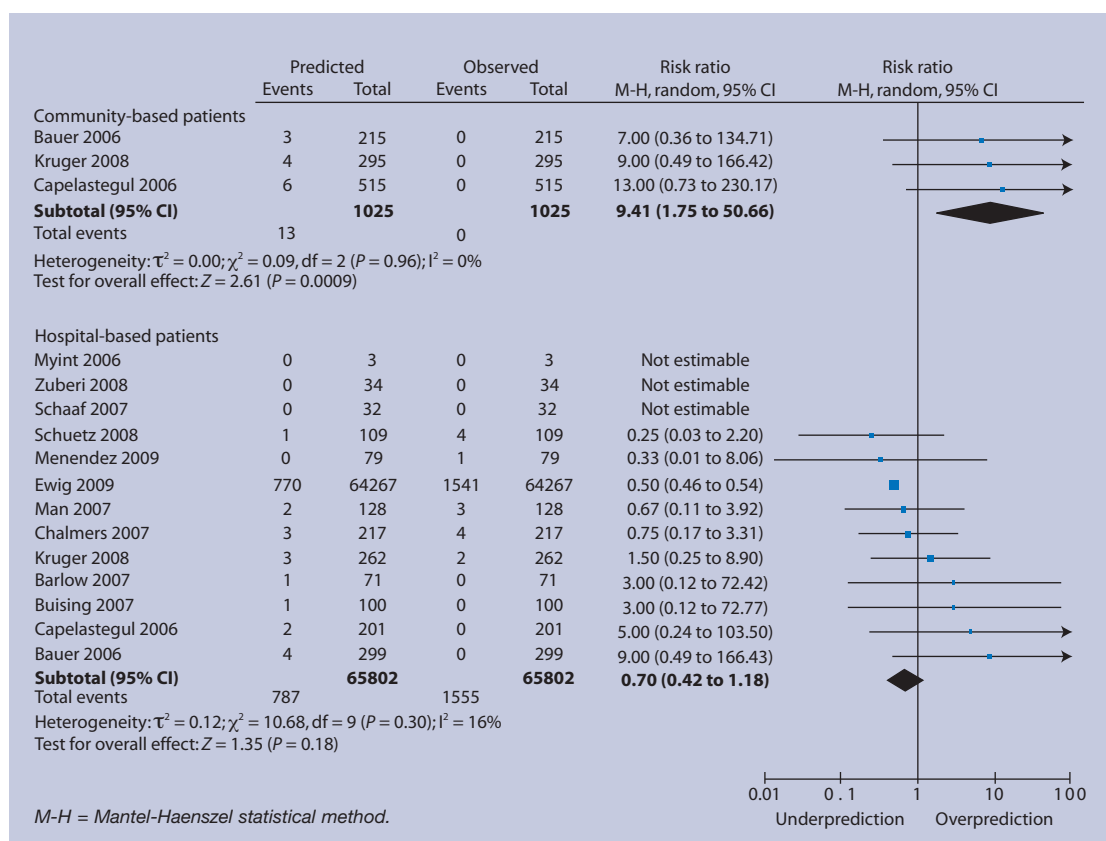 Predicted Observed Risk ratio Risk ratio
Events Total Events Total M-H, random, 95% CI M-H, random, 95% CI
Community-based patients
Bauer 2006 3 215 0 215 7.00 (0.36 to 134.71)
Kruger 2008 4 295 0 295 9.00 (0.49 to 166.42)
Capelastegul 2006 6 515 0 515 13.00 (0.73 to 230.17)
Subtotal (95% CI) 1025 1025 9.41 (1.75 to 50.66)
Total events 13 0
Heterogeneity: τ² = 0.00; χ² = 0.09, df = 2 (P = 0.96); I² = 0%
Test for overall effect: Z = 2.61 (P = 0.0009)
Hospital-based patients
Myint 2006 0 3 0 3 Not estimable
Zuberi 2008 0 34 0 34 Not estimable
Schaaf 2007 0 32 0 32 Not estimable
Schuetz 2008 1 109 4 109 0.25 (0.03 to 2.20)
Menendez 2009 0 79 1 79 0.33 (0.01 to 8.06)
Ewig 2009 770 64267 1541 64267 0.50 (0.46 to 0.54)
Man 2007 2 128 3 128 0.67 (0.11 to 3.92)
Chalmers 2007 3 217 4 217 0.75 (0.17 to 3.31)
Kruger 2008 3 262 2 262 1.50 (0.25 to 8.90)
Barlow 2007 1 71 0 71 3.00 (0.12 to 72.42)
Buising 2007 1 100 0 100 3.00 (0.12 to 72.77)
Capelastegul 2006 2 201 0 201 5.00 (0.24 to 103.50)
Bauer 2006 4 299 0 299 9.00 (0.49 to 166.43)
Subtotal (95% CI) 65802 65802 0.70 (0.42 to 1.18)
Total events 787 1555
Heterogeneity: τ² = 0.12; χ² = 10.68, df = 9 (P = 0.30); I² = 16%
Test for overall effect: Z = 1.35 (P = 0.18)
0.01 0.1 1 10 100
Underprediction Overprediction
M-H = Mantel-Haenszel statistical method.